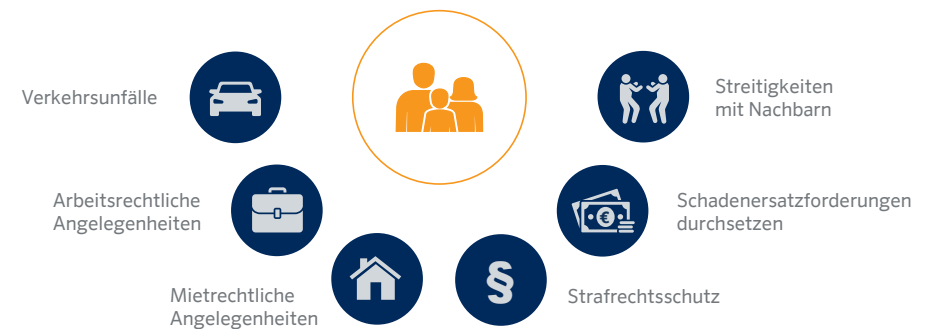 Verkehrsunfälle
Arbeitsrechtliche
Angelegenheiten
Mietrechtliche
Angelegenheiten
§
Strafrechtsschutz
Schadenersatzforderungen
durchsetzen
€
Streitigkeiten
mit Nachbarn